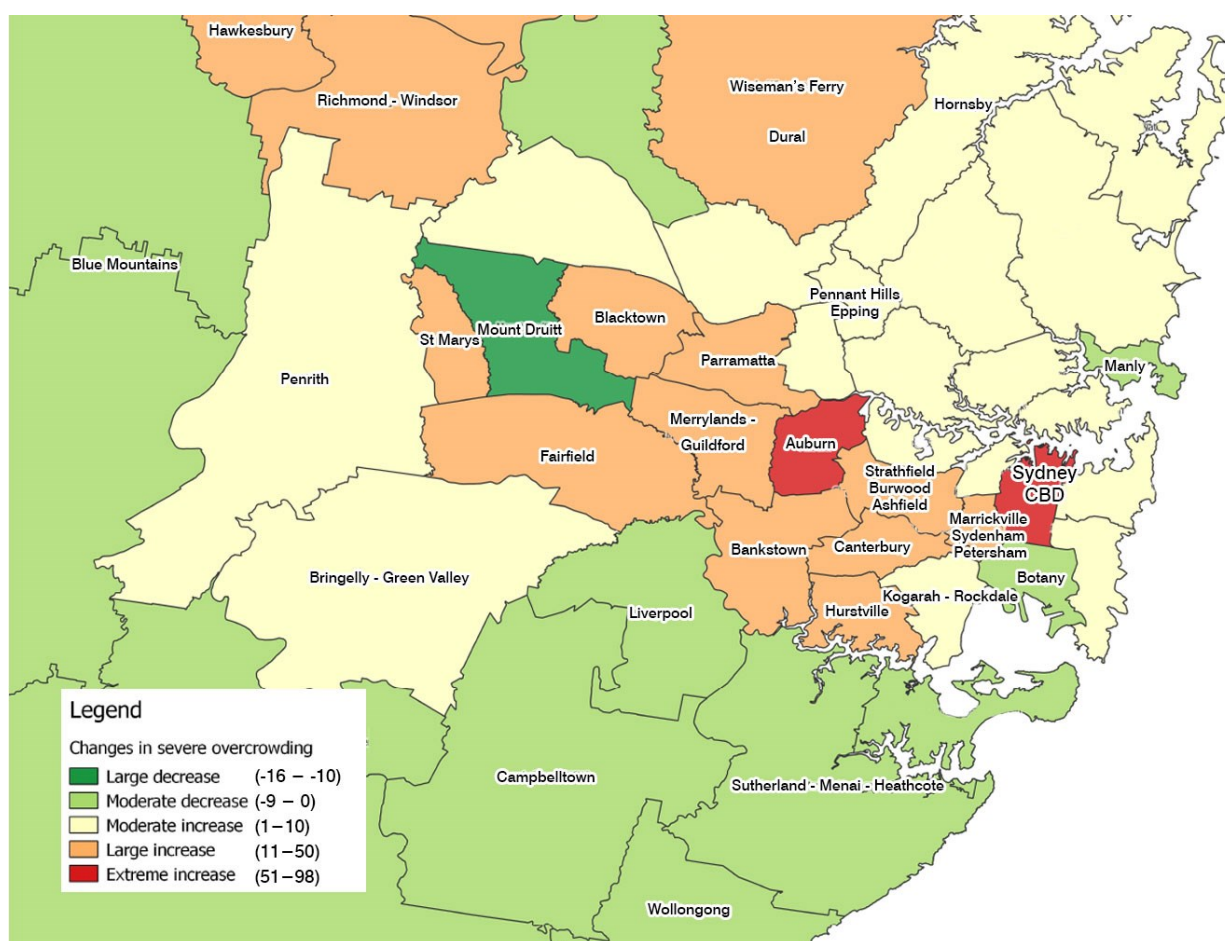 Hawkesbury
Richmond - Windsor
Wiseman's Ferry
Dural
Hornsby
Blue Mountains
Pennant Hills
Epping
Blacktown
St Marys
Mount Druitt
Parramatta
Manly
Penrith
Merrylands -
Guildford
Auburn
Fairfield
Strathfield
Burwood
Ashfield
Sydney
CBD
Marrickville
Sydenham
Petersham
Bankstown
Canterbury
Botany
Bringelly - Green Valley
Kogarah - Rockdale
Liverpool
Hurstville
Campbelltown
Sutherland - Menai - Heathcote
Wollongong
Legend
Changes in severe overcrowding
Large decrease (-16 – -10)
Moderate decrease (-9 – 0)
Moderate increase (1–10)
Large increase (11–50)
Extreme increase (51–98)